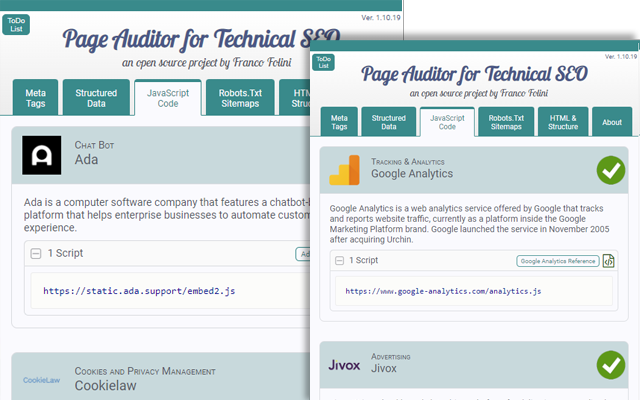 ToDo
List
Ver. 1.10.19
Page Auditor for Technical SEO
an open source project by Franco Folini
Meta
Tags
Structured
Data
JavaScript
Code
Robots.Txt
Sitemaps
HTM
Struc
Chat Bot
Ada
Ada is a computer software company that features a chatbot-
platform that helps enterprise businesses to automate custom
experience.
1 Script
Ad
https://static.ada.support/embed2.js
CookieLaw
Cookies and Privacy Management
Cookielaw
ToDo
List
Ver. 1.10.19
Page Auditor for Technical SEO
an open source project by Franco Folini
Meta
Tags
Structured
Data
JavaScript
Code
Robots.Txt
Sitemaps
HTML &
Structure
About
Tracking & Analytics
Google Analytics
Google Analytics is a web analytics service offered by Google that tracks
and reports website traffic, currently as a platform inside the Google
Marketing Platform brand. Google launched the service in November 2005
after acquiring Urchin.
1 Script
Google Analytics Reference
https://www.google-analytics.com/analytics.js
Jivox
Advertising
Jivox